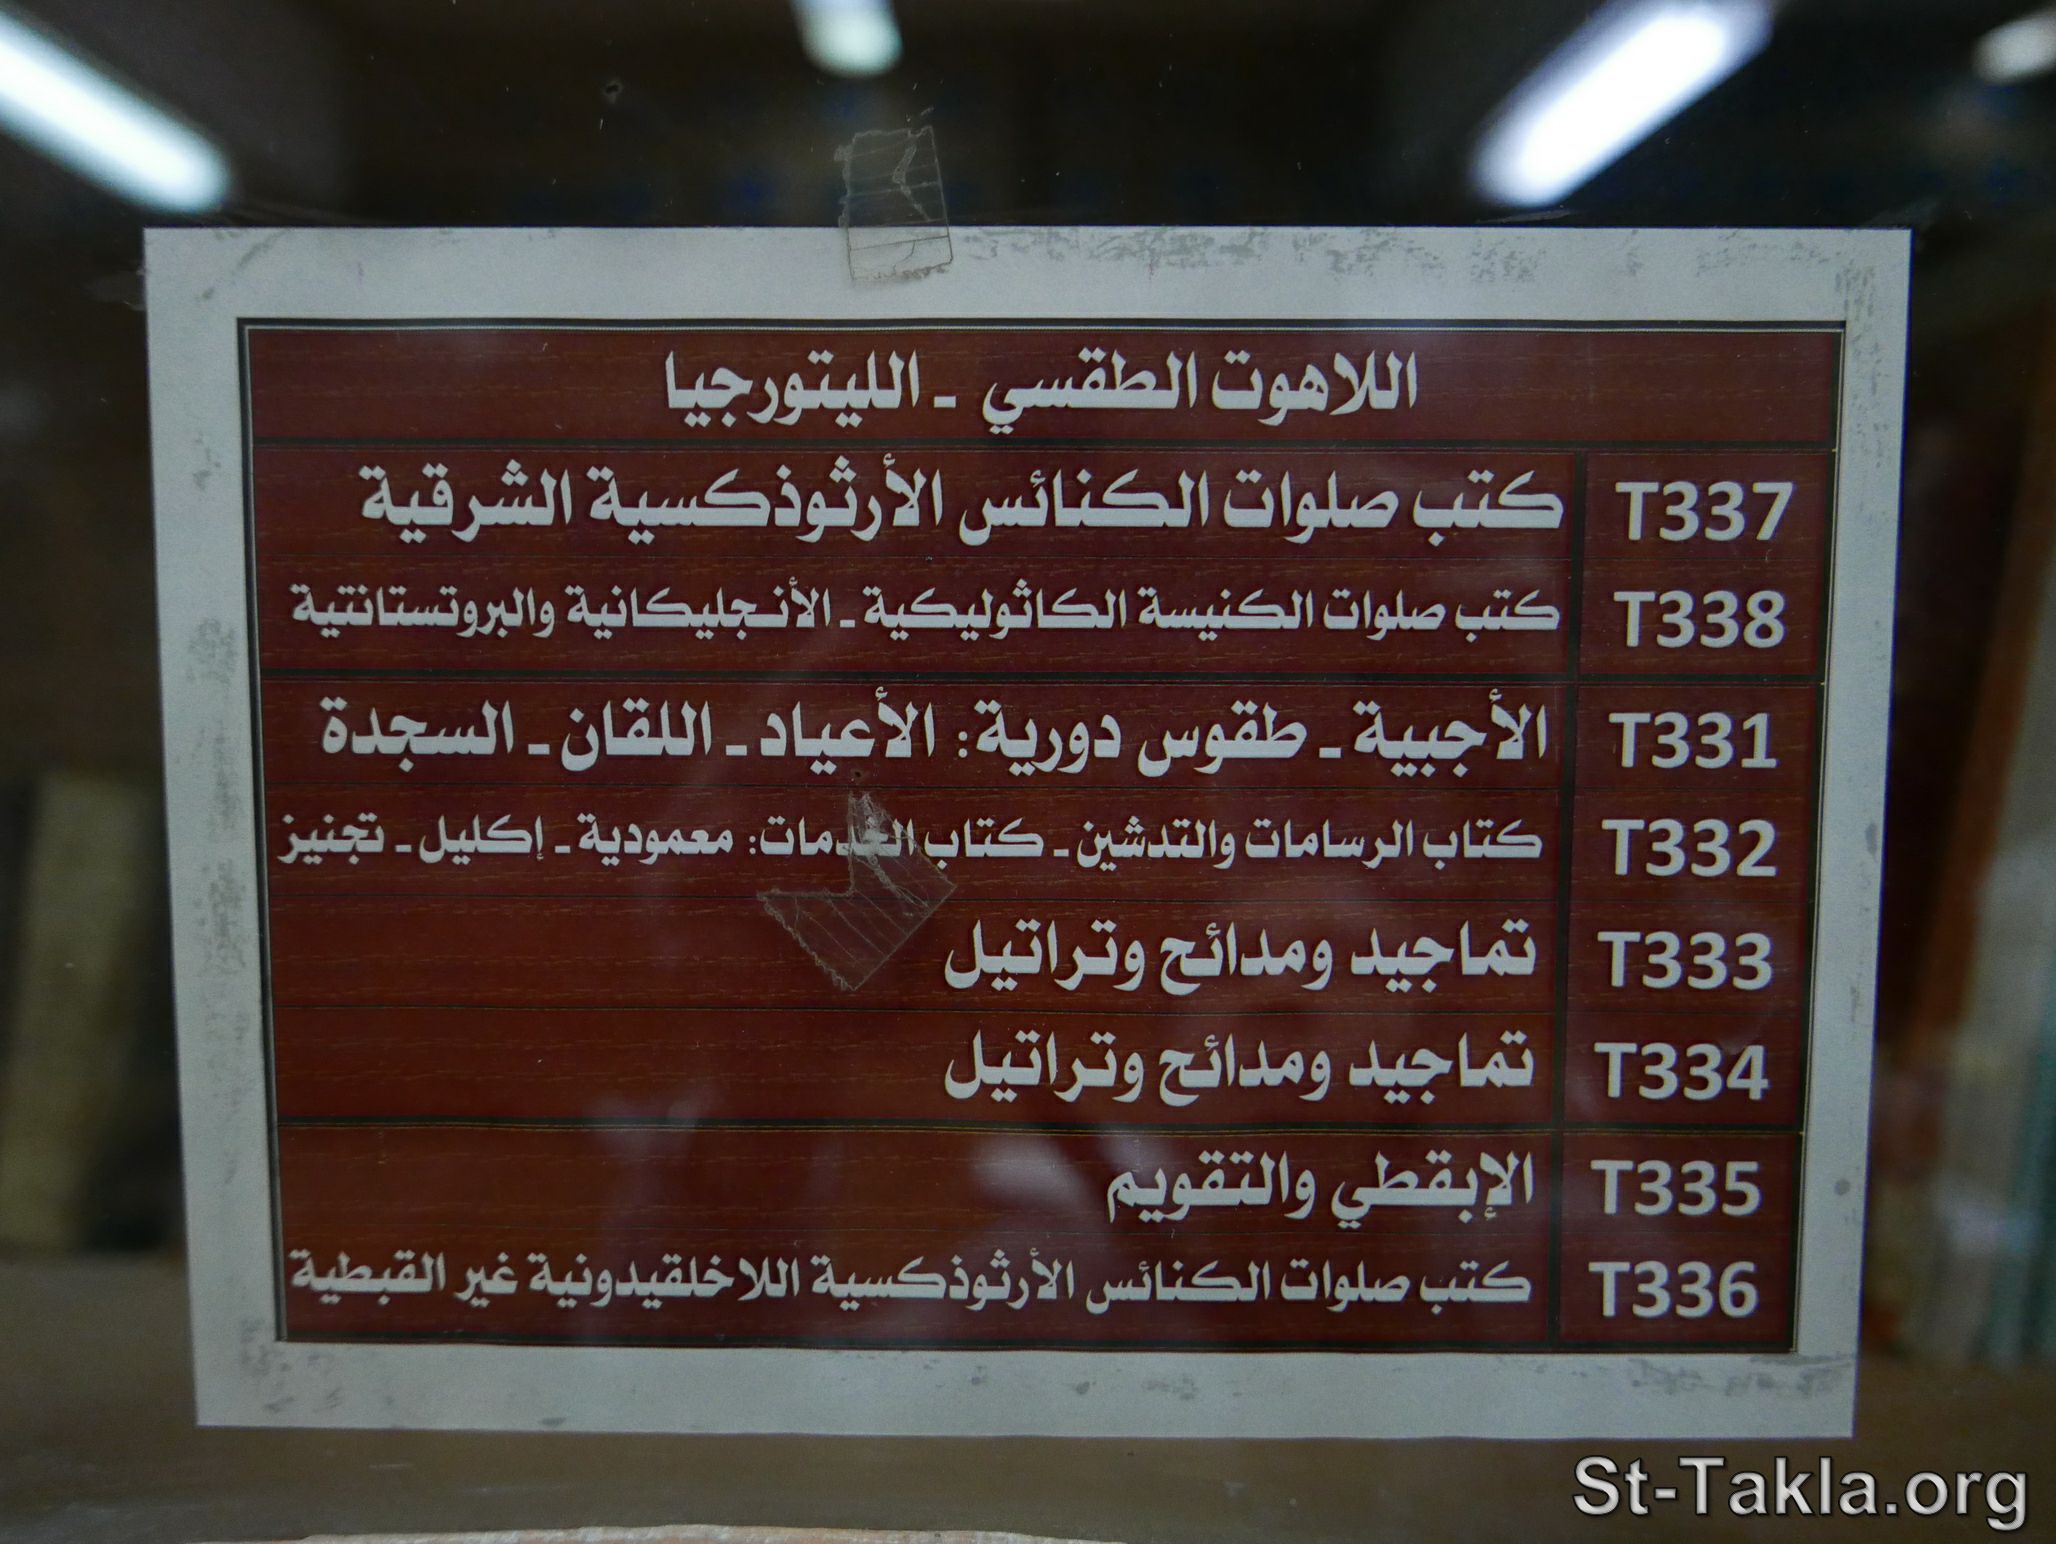 اللاهوت الطقسي - الليتورجيا
T337 كتب صلوات الكنائس الأرثوذكسية الشرقية
T338 كتب صلوات الكنيسة الكاثوليكية - الأنجليكانية والبروتستانتية
T331 الأجبية - طقوس دورية: الأعياد - اللقان - السجدة
T332 كتاب الرسامات والتدشين - كتاب الخدمات: معمودية - إكليل - تجنيز
T333 تماجيد ومدائح وتراتيل
T334 تماجيد ومدائح وتراتيل
T335 الإبقطي والتقويم
T336 كتب صلوات الكنائس الأرثوذكسية اللاخلقيدونية غير القبطية
St-Takla.org